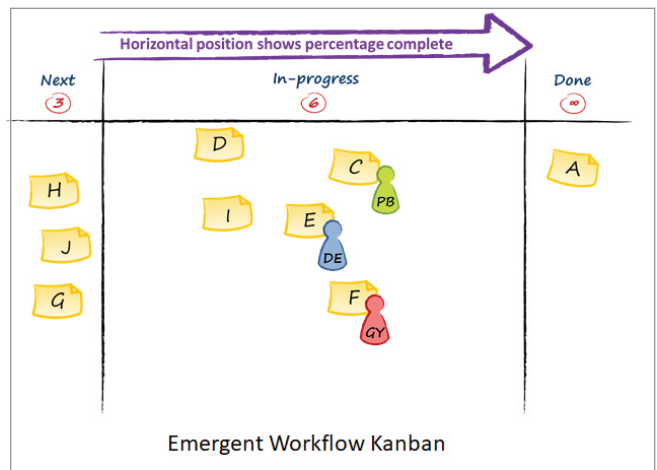 Horizontal position shows percentage complete
Next In-progress Done
3 6 ∞
D
C
A
H
PB
I
E
J
DE
G
F
GY
Emergent Workflow Kanban